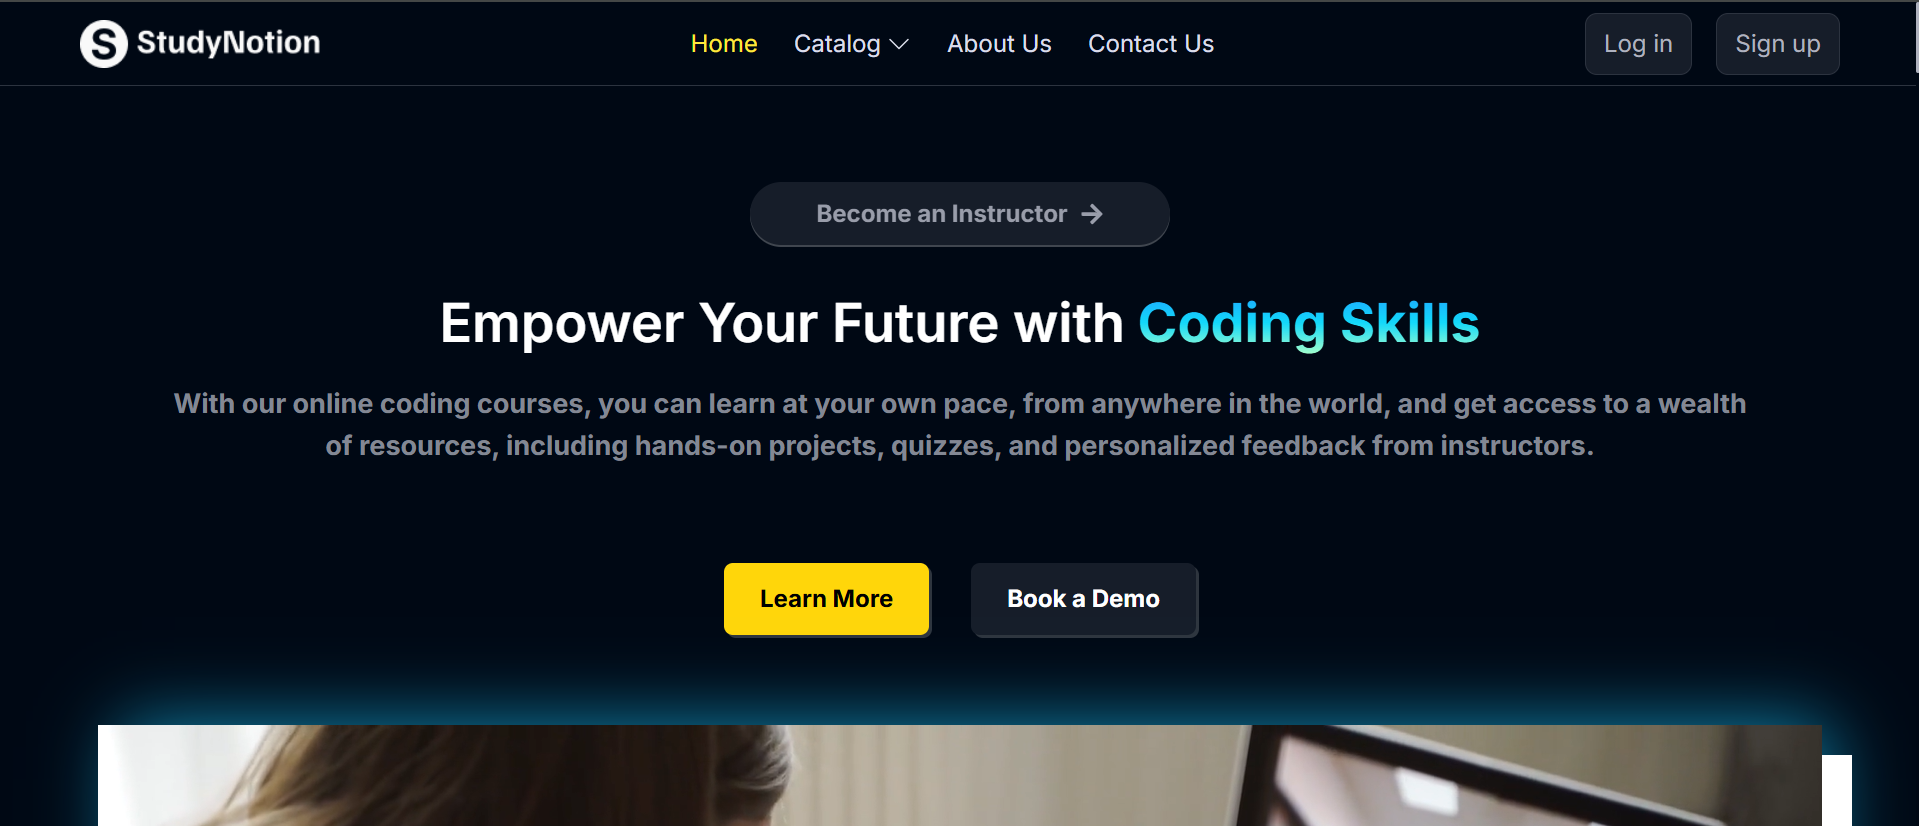 StudyNotion
Home Catalog About Us Contact Us
Log in Sign up
Become an Instructor
Empower Your Future with Coding Skills
With our online coding courses, you can learn at your own pace, from anywhere in the world, and get access to a wealth
of resources, including hands-on projects, quizzes, and personalized feedback from instructors.
Learn More Book a Demo